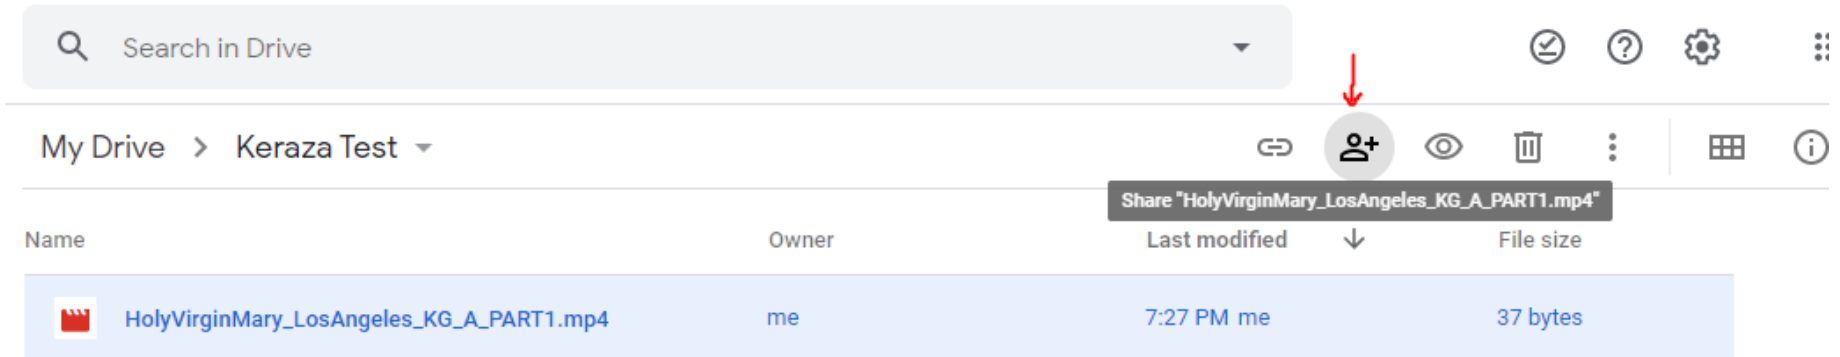 Search in Drive
My Drive > Keraza Test
Share "HolyVirginMary_LosAngeles_KG_A_PART1.mp4"
Name Owner Last modified File size
HolyVirginMary_LosAngeles_KG_A_PART1.mp4 me 7:27 PM me 37 bytes